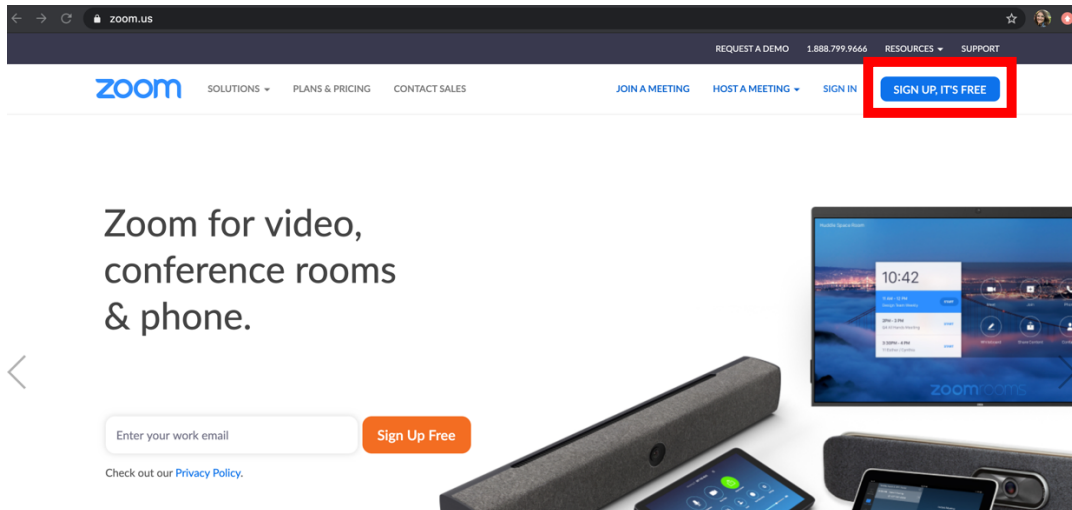 zoom.us
REQUEST A DEMO 1.888.799.9666 RESOURCES SUPPORT
zoom SOLUTIONS PLANS & PRICING CONTACT SALES JOIN A MEETING HOST A MEETING SIGN IN SIGN UP, IT'S FREE
Zoom for video,
conference rooms
& phone.
10:42
zoomrooms
Enter your work email Sign Up Free
Check out our Privacy Policy.